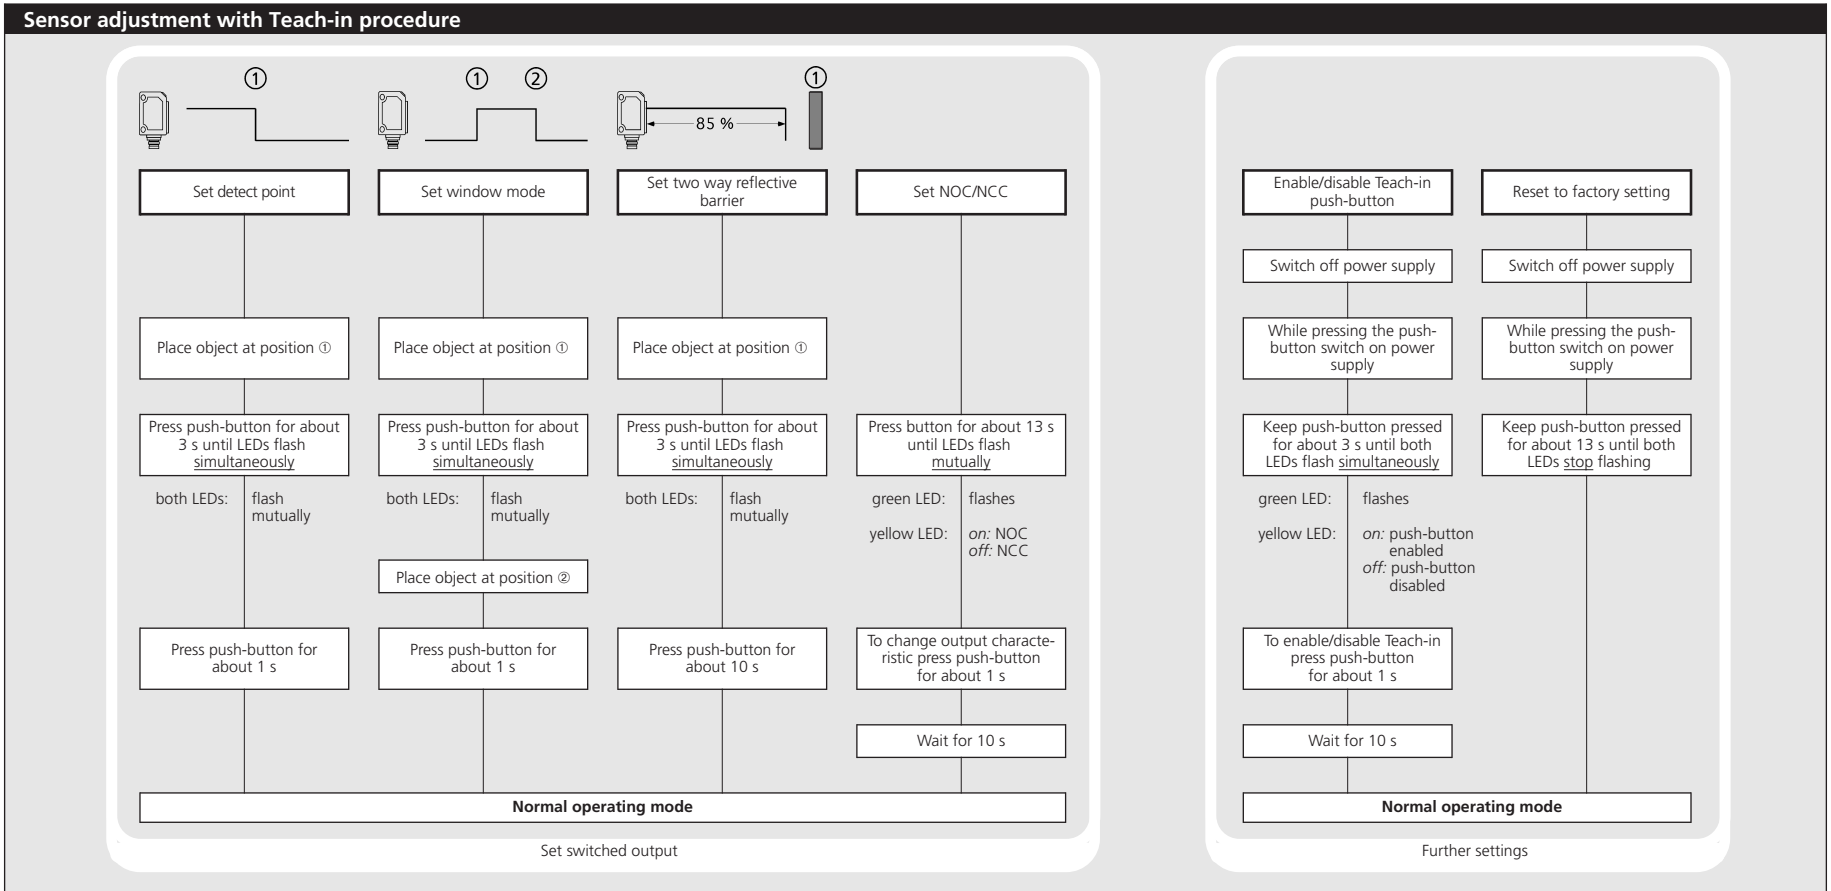 Sensor adjustment with Teach-in procedure
①
① ②
①
85 %
Set detect point
Set window mode
Set two way reflective
barrier
Set NOC/NCC
Enable/disable Teach-in
push-button
Reset to factory setting
Switch off power supply
Switch off power supply
Place object at position ①
Place object at position ①
Place object at position ①
While pressing the push-
button switch on power
supply
While pressing the push-
button switch on power
supply
Press push-button for about
3 s until LEDs flash
simultaneously
Press push-button for about
3 s until LEDs flash
simultaneously
Press push-button for about
3 s until LEDs flash
simultaneously
Press button for about 13 s
until LEDs flash
mutually
Keep push-button pressed
for about 3 s until both
LEDs flash simultaneously
Keep push-button pressed
for about 13 s until both
LEDs stop flashing
both LEDs: flash
mutually
both LEDs: flash
mutually
both LEDs: flash
mutually
green LED: flashes
yellow LED: on: NOC
off: NCC
green LED: flashes
yellow LED: on: push-button
enabled
off: push-button
disabled
Place object at position ②
Press push-button for
about 1 s
Press push-button for
about 1 s
Press push-button for
about 10 s
To change output characte-
ristic press push-button
for about 1 s
To enable/disable Teach-in
press push-button
for about 1 s
Wait for 10 s
Wait for 10 s
Normal operating mode
Normal operating mode
Set switched output
Further settings